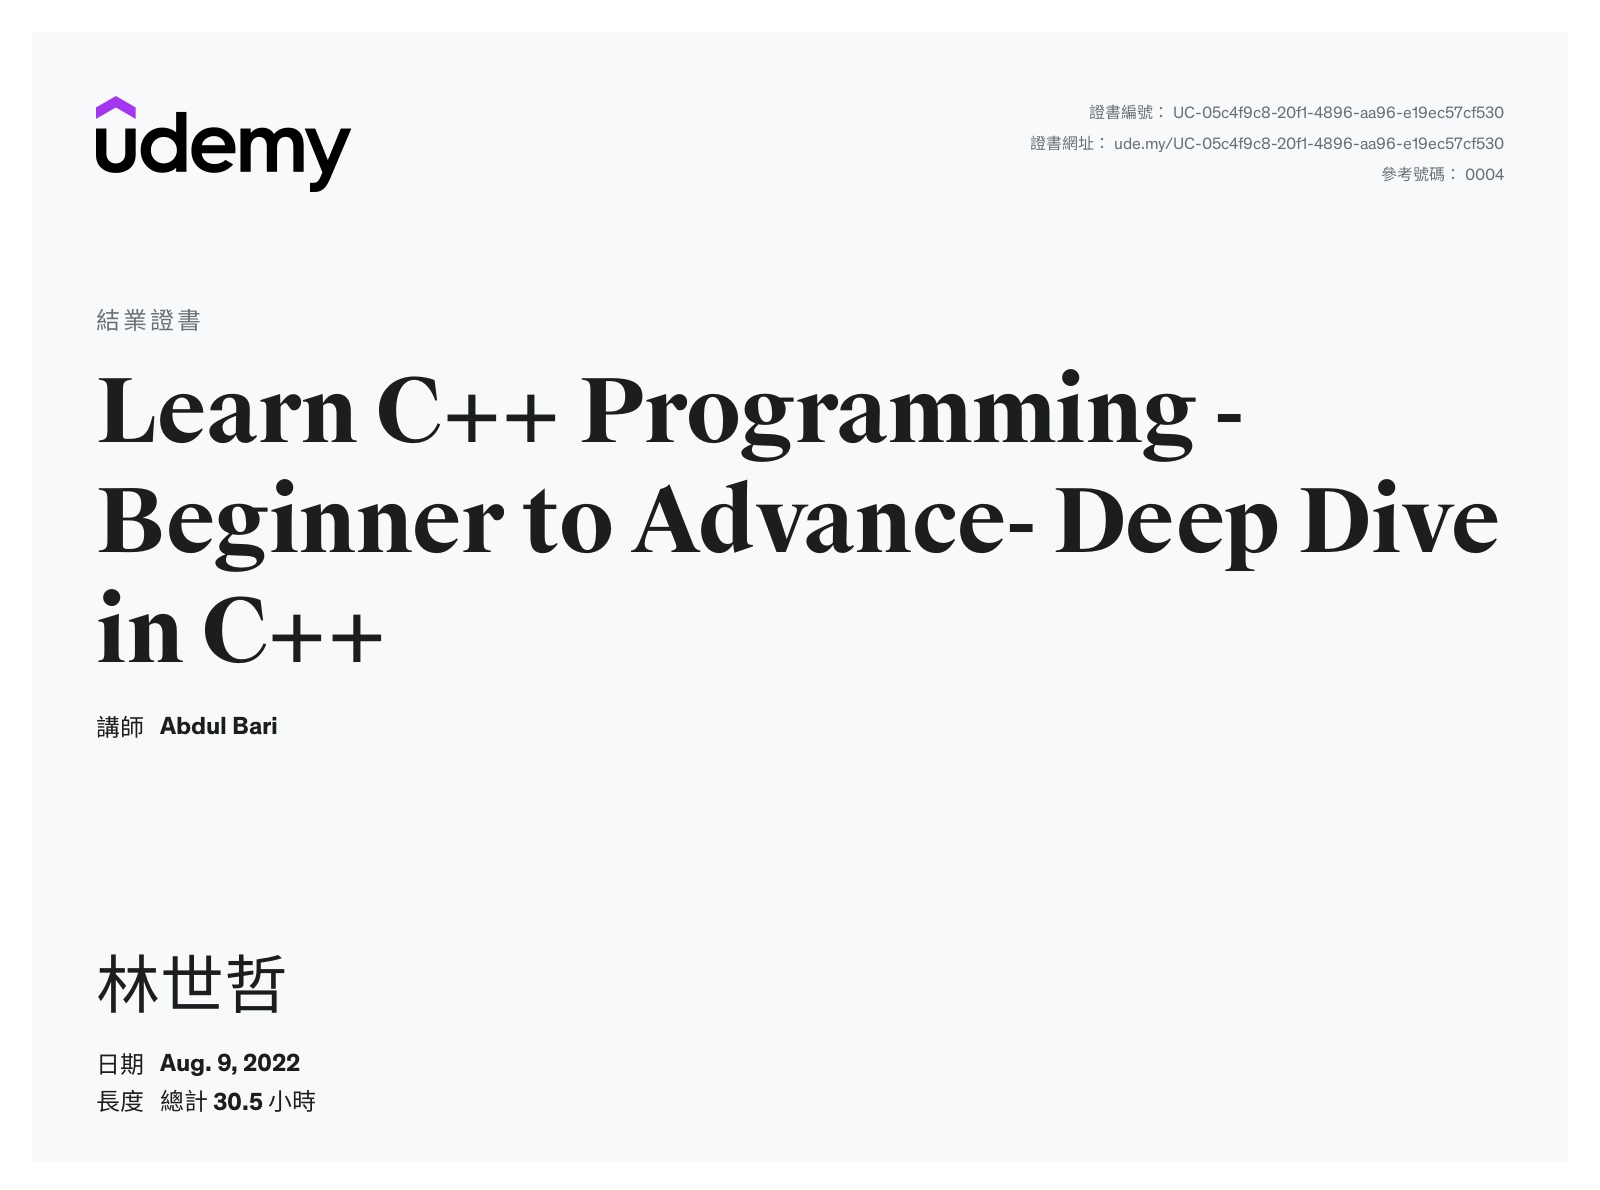 udemy
證書編號： UC-05c4f9c8-20f1-4896-aa96-e19ec57cf530
證書網址： ude.my/UC-05c4f9c8-20f1-4896-aa96-e19ec57cf530
參考號碼： 0004
結業證書
Learn C++ Programming -
Beginner to Advance- Deep Dive
in C++
講師 Abdul Bari
林世哲
日期 Aug. 9, 2022
長度 總計 30.5 小時